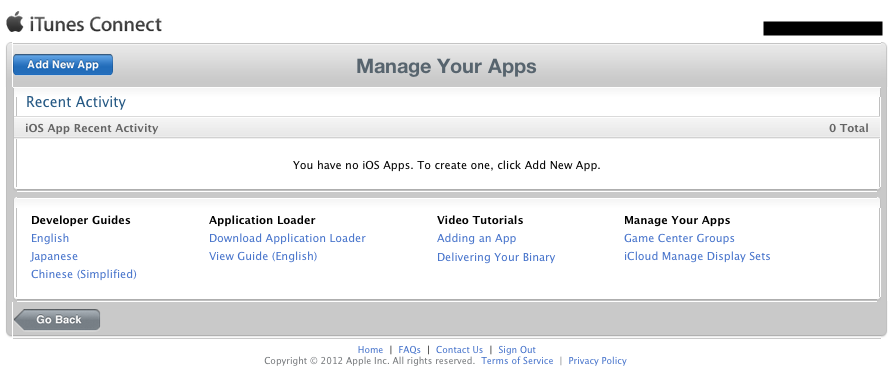 iTunes Connect
Add New App
Manage Your Apps
Recent Activity
iOS App Recent Activity 0 Total
You have no iOS Apps. To create one, click Add New App.
Developer Guides
English
Japanese
Chinese (Simplified)
Application Loader
Download Application Loader
View Guide (English)
Video Tutorials
Adding an App
Delivering Your Binary
Manage Your Apps
Game Center Groups
iCloud Manage Display Sets
Go Back
Home | FAQs | Contact Us | Sign Out
Copyright © 2012 Apple Inc. All rights reserved. Terms of Service | Privacy Policy